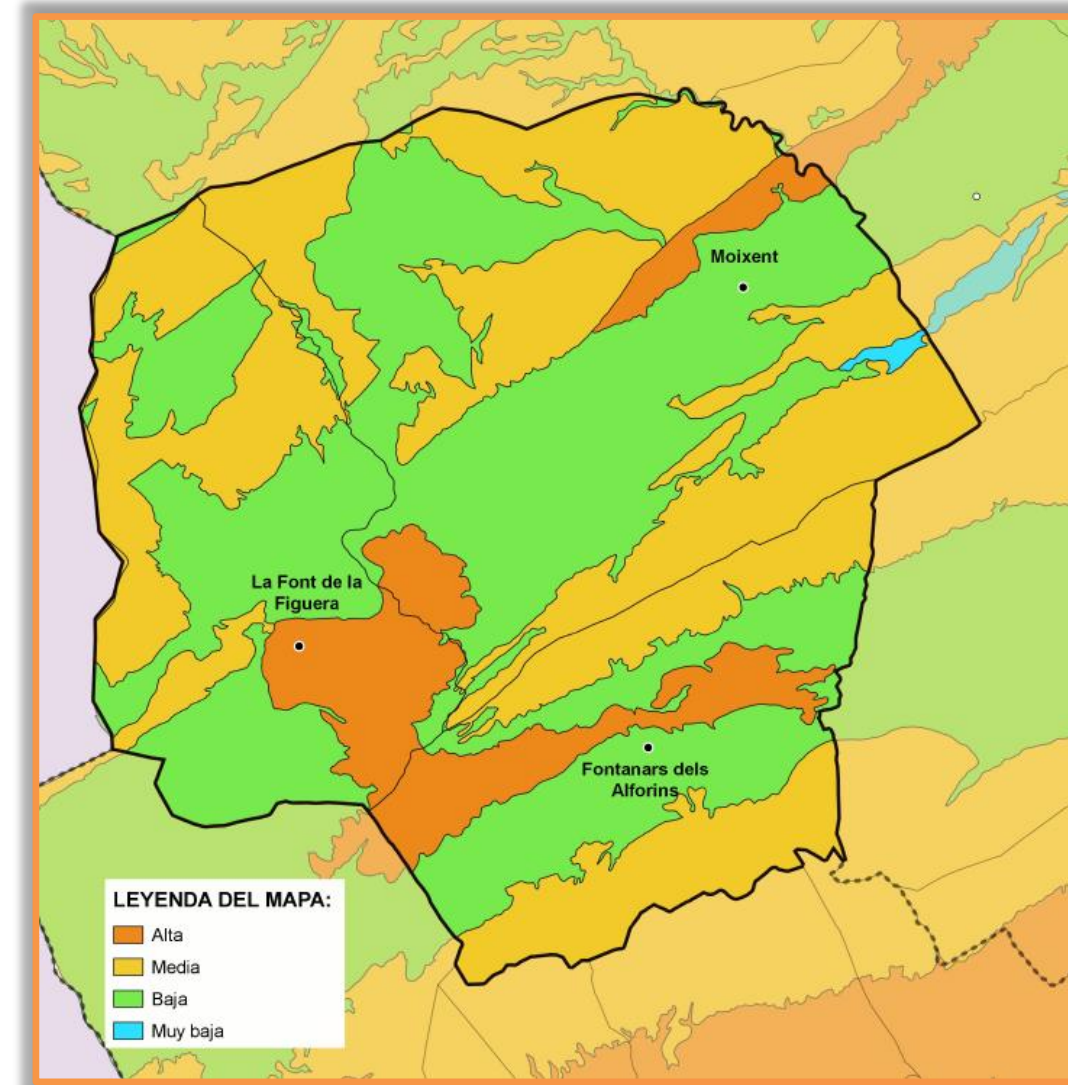 Moixent
La Font de la
Figuera
Fontanars dels
Alforins
LEYENDA DEL MAPA:
Alta
Media
Baja
Muy baja